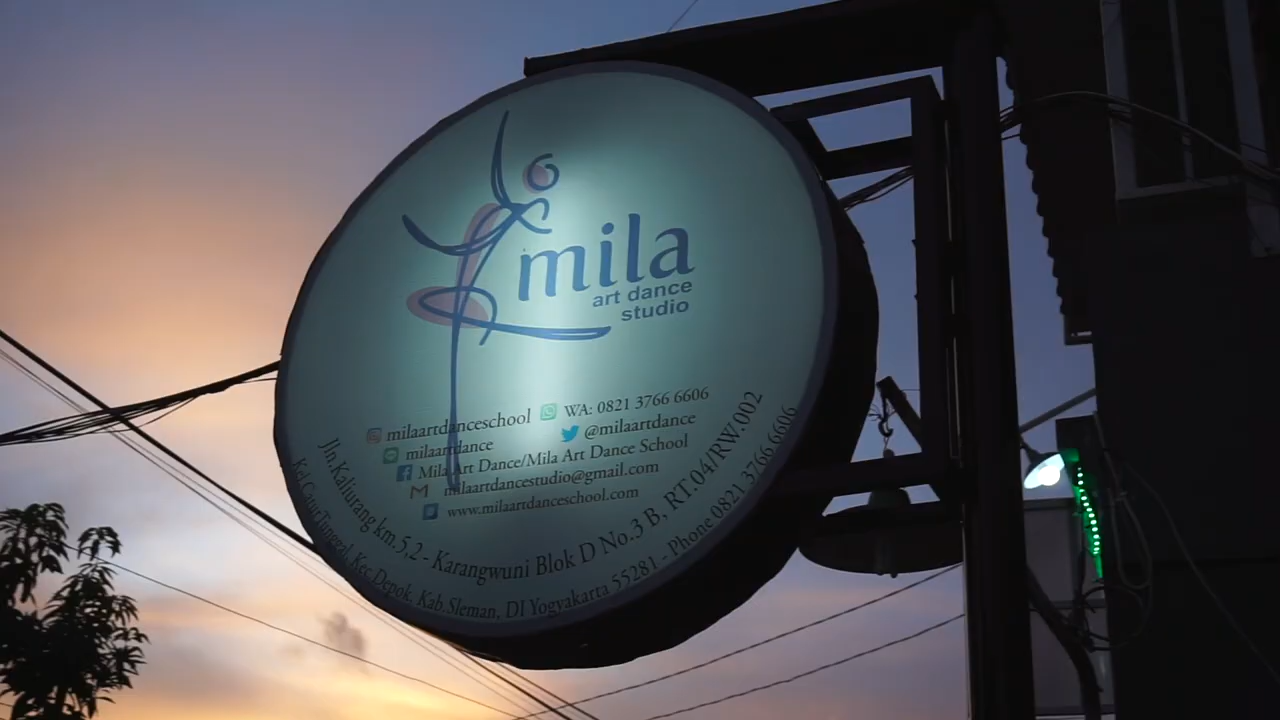 mila
art dance
studio
milaartdanceschool WA: 0821 3766 6606
milaartdance @milaartdance
Mila Art Dance/Mila Art Dance School
milaartdancestudio@gmail.com
www.milaartdanceschool.com
Jln.Kaliurang km.5,2 - Karangwuni Blok D No.3 B, RT.04/RW.002
Kel.CaturTunggal, Kec.Depok, Kab.Sleman, DI Yogyakarta 55281 - Phone 0821 3766 6606